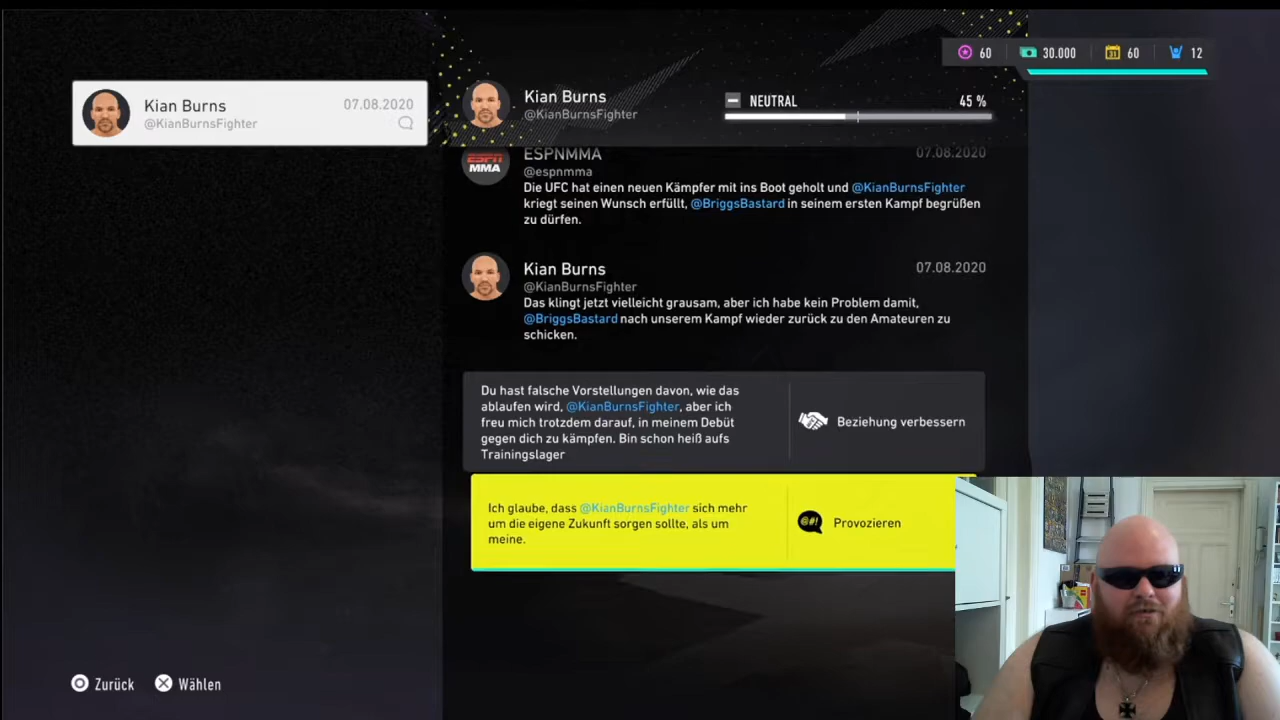 60 30.000 31 60 12
Kian Burns 07.08.2020
@KianBurnsFighter
Kian Burns
@KianBurnsFighter
NEUTRAL 45 %
ESPN MMA
ESPNMMA 07.08.2020
@espnmma
Die UFC hat einen neuen Kämpfer mit ins Boot geholt und @KianBurnsFighter
kriegt seinen Wunsch erfüllt, @BriggsBastard in seinem ersten Kampf begrüßen
zu dürfen.
Kian Burns 07.08.2020
@KianBurnsFighter
Das klingt jetzt vielleicht grausam, aber ich habe kein Problem damit,
@BriggsBastard nach unserem Kampf wieder zurück zu den Amateuren zu
schicken.
Du hast falsche Vorstellungen davon, wie das
ablaufen wird, @KianBurnsFighter, aber ich
freu mich trotzdem darauf, in meinem Debüt
gegen dich zu kämpfen. Bin schon heiß aufs
Trainingslager
Beziehung verbessern
Ich glaube, dass @KianBurnsFighter sich mehr
um die eigene Zukunft sorgen sollte, als um
meine.
@#! Provozieren
Zurück Wählen